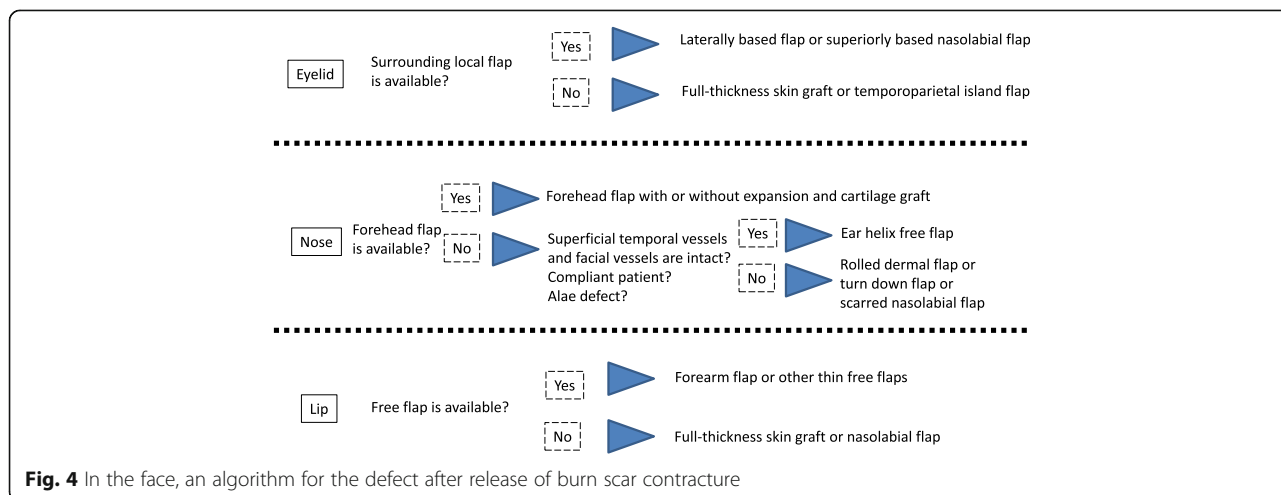 Eyelid
Surrounding local flap
is available?
Yes
Laterally based flap or superiorly based nasolabial flap
No
Full-thickness skin graft or temporoparietal island flap
Nose
Forehead flap
is available?
Yes
Forehead flap with or without expansion and cartilage graft
No
Superficial temporal vessels
and facial vessels are intact?
Compliant patient?
Alae defect?
Yes
Ear helix free flap
No
Rolled dermal flap or
turn down flap or
scarred nasolabial flap
Lip
Free flap is available?
Yes
Forearm flap or other thin free flaps
No
Full-thickness skin graft or nasolabial flap
Fig. 4 In the face, an algorithm for the defect after release of burn scar contracture